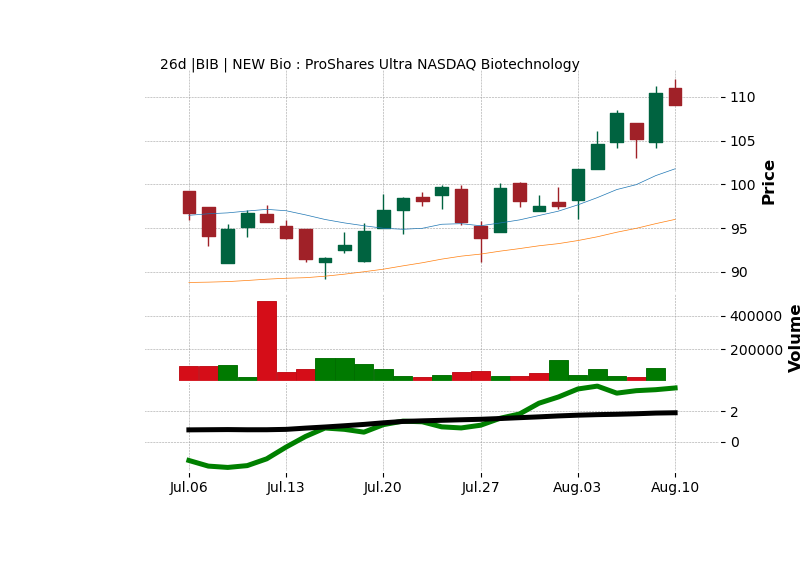 26d |BIB | NEW Bio : ProShares Ultra NASDAQ Biotechnology
110
105
100
95
90
Price
400000
200000
Volume
2
0
Jul.06 Jul.13 Jul.20 Jul.27 Aug.03 Aug.10